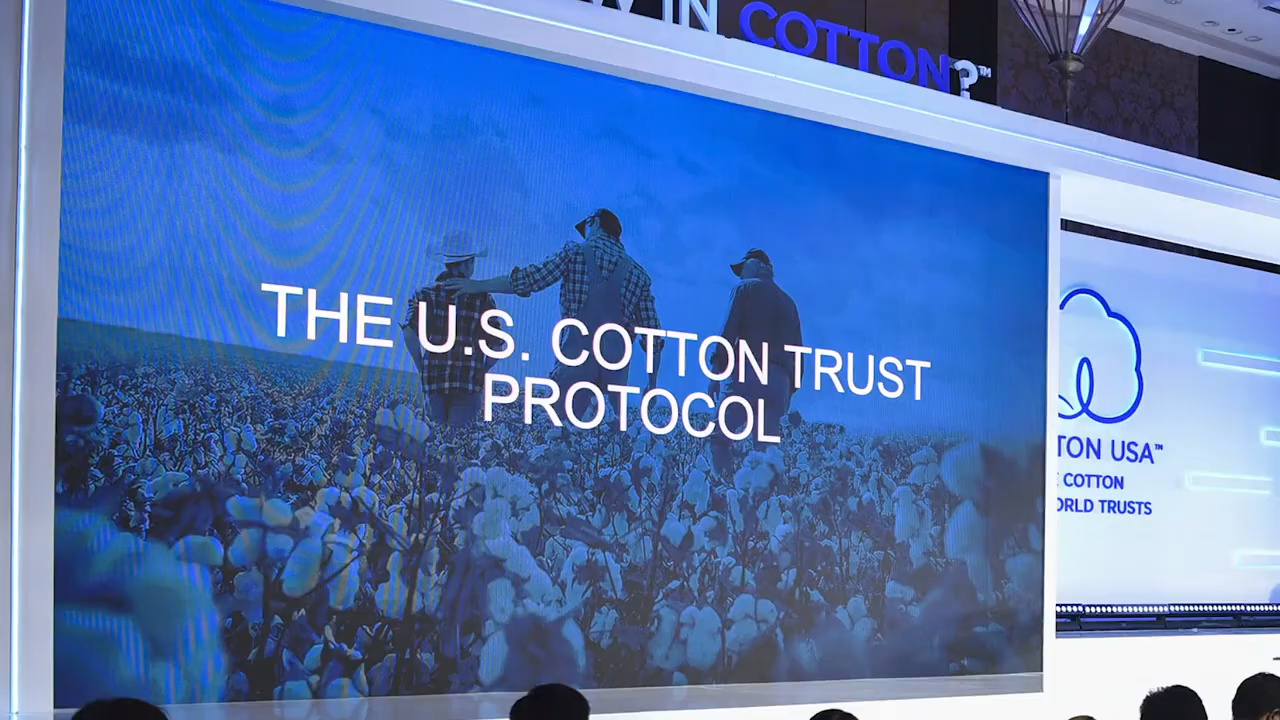 IN COTTON?™
THE U.S. COTTON TRUST
PROTOCOL
TON USA™
COTTON
ORLD TRUSTS